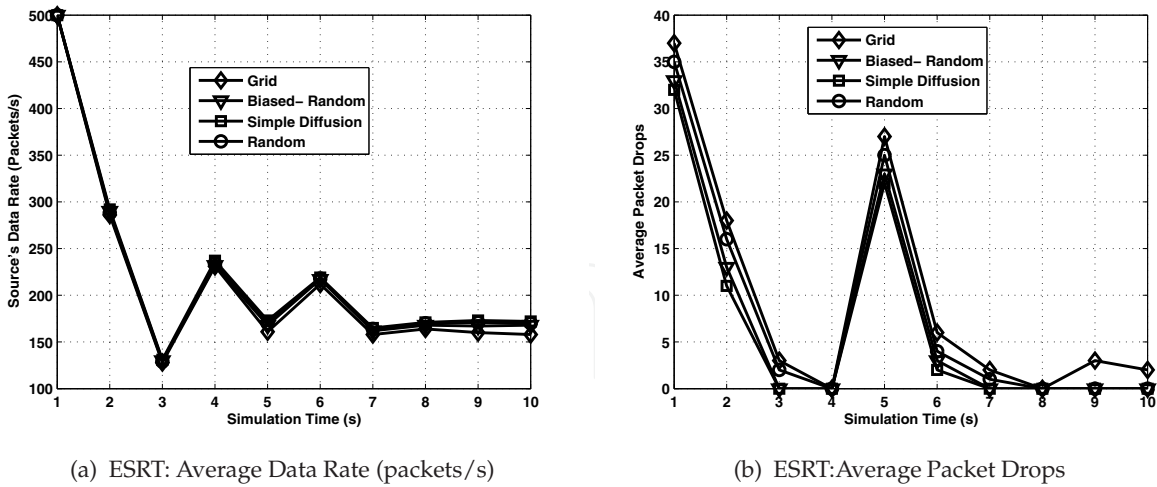 500
450
400
350
300
250
200
150
100
Source's Data Rate (Packets/s)
Grid
Biased- Random
Simple Diffusion
Random
1 2 3 4 5 6 7 8 9 10
Simulation Time (s)
(a) ESRT: Average Data Rate (packets/s)
40
35
30
25
20
15
10
5
0
Average Packet Drops
Grid
Biased- Random
Simple Diffusion
Random
1 2 3 4 5 6 7 8 9 10
Simulation Time (s)
(b) ESRT:Average Packet Drops